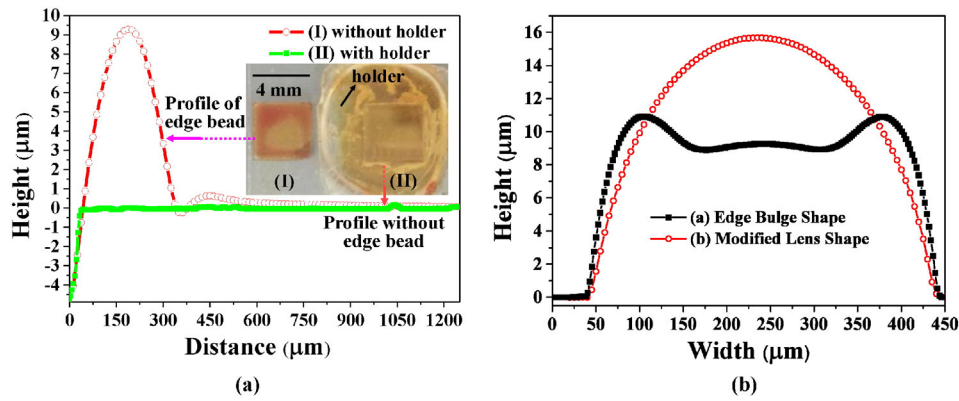 (a)
10
9
8
7
6
5
4
3
2
1
0
-1
-2
-3
-4
Height (μm)
(I) without holder
(II) with holder
4 mm
holder
Profile of
edge bead
(I)
(II)
Profile without
edge bead
0
150
300
450
600
750
900
1050
1200
Distance (μm)
(a)
16
14
12
10
8
6
4
2
0
Height (μm)
(a) Edge Bulge Shape
(b) Modified Lens Shape
0
50
100
150
200
250
300
350
400
450
Width (μm)
(b)